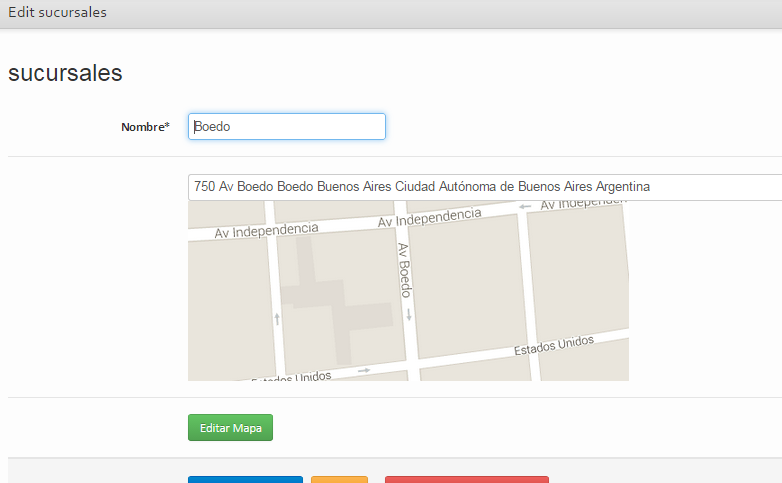 Edit sucursales
sucursales
Nombre*
Boedo
750 Av Boedo Boedo Buenos Aires Ciudad Autónoma de Buenos Aires Argentina
Av Independencia
Av Independencia
Av Independencia
Av Boedo
Estados Unidos
Estados Unidos
Editar Mapa